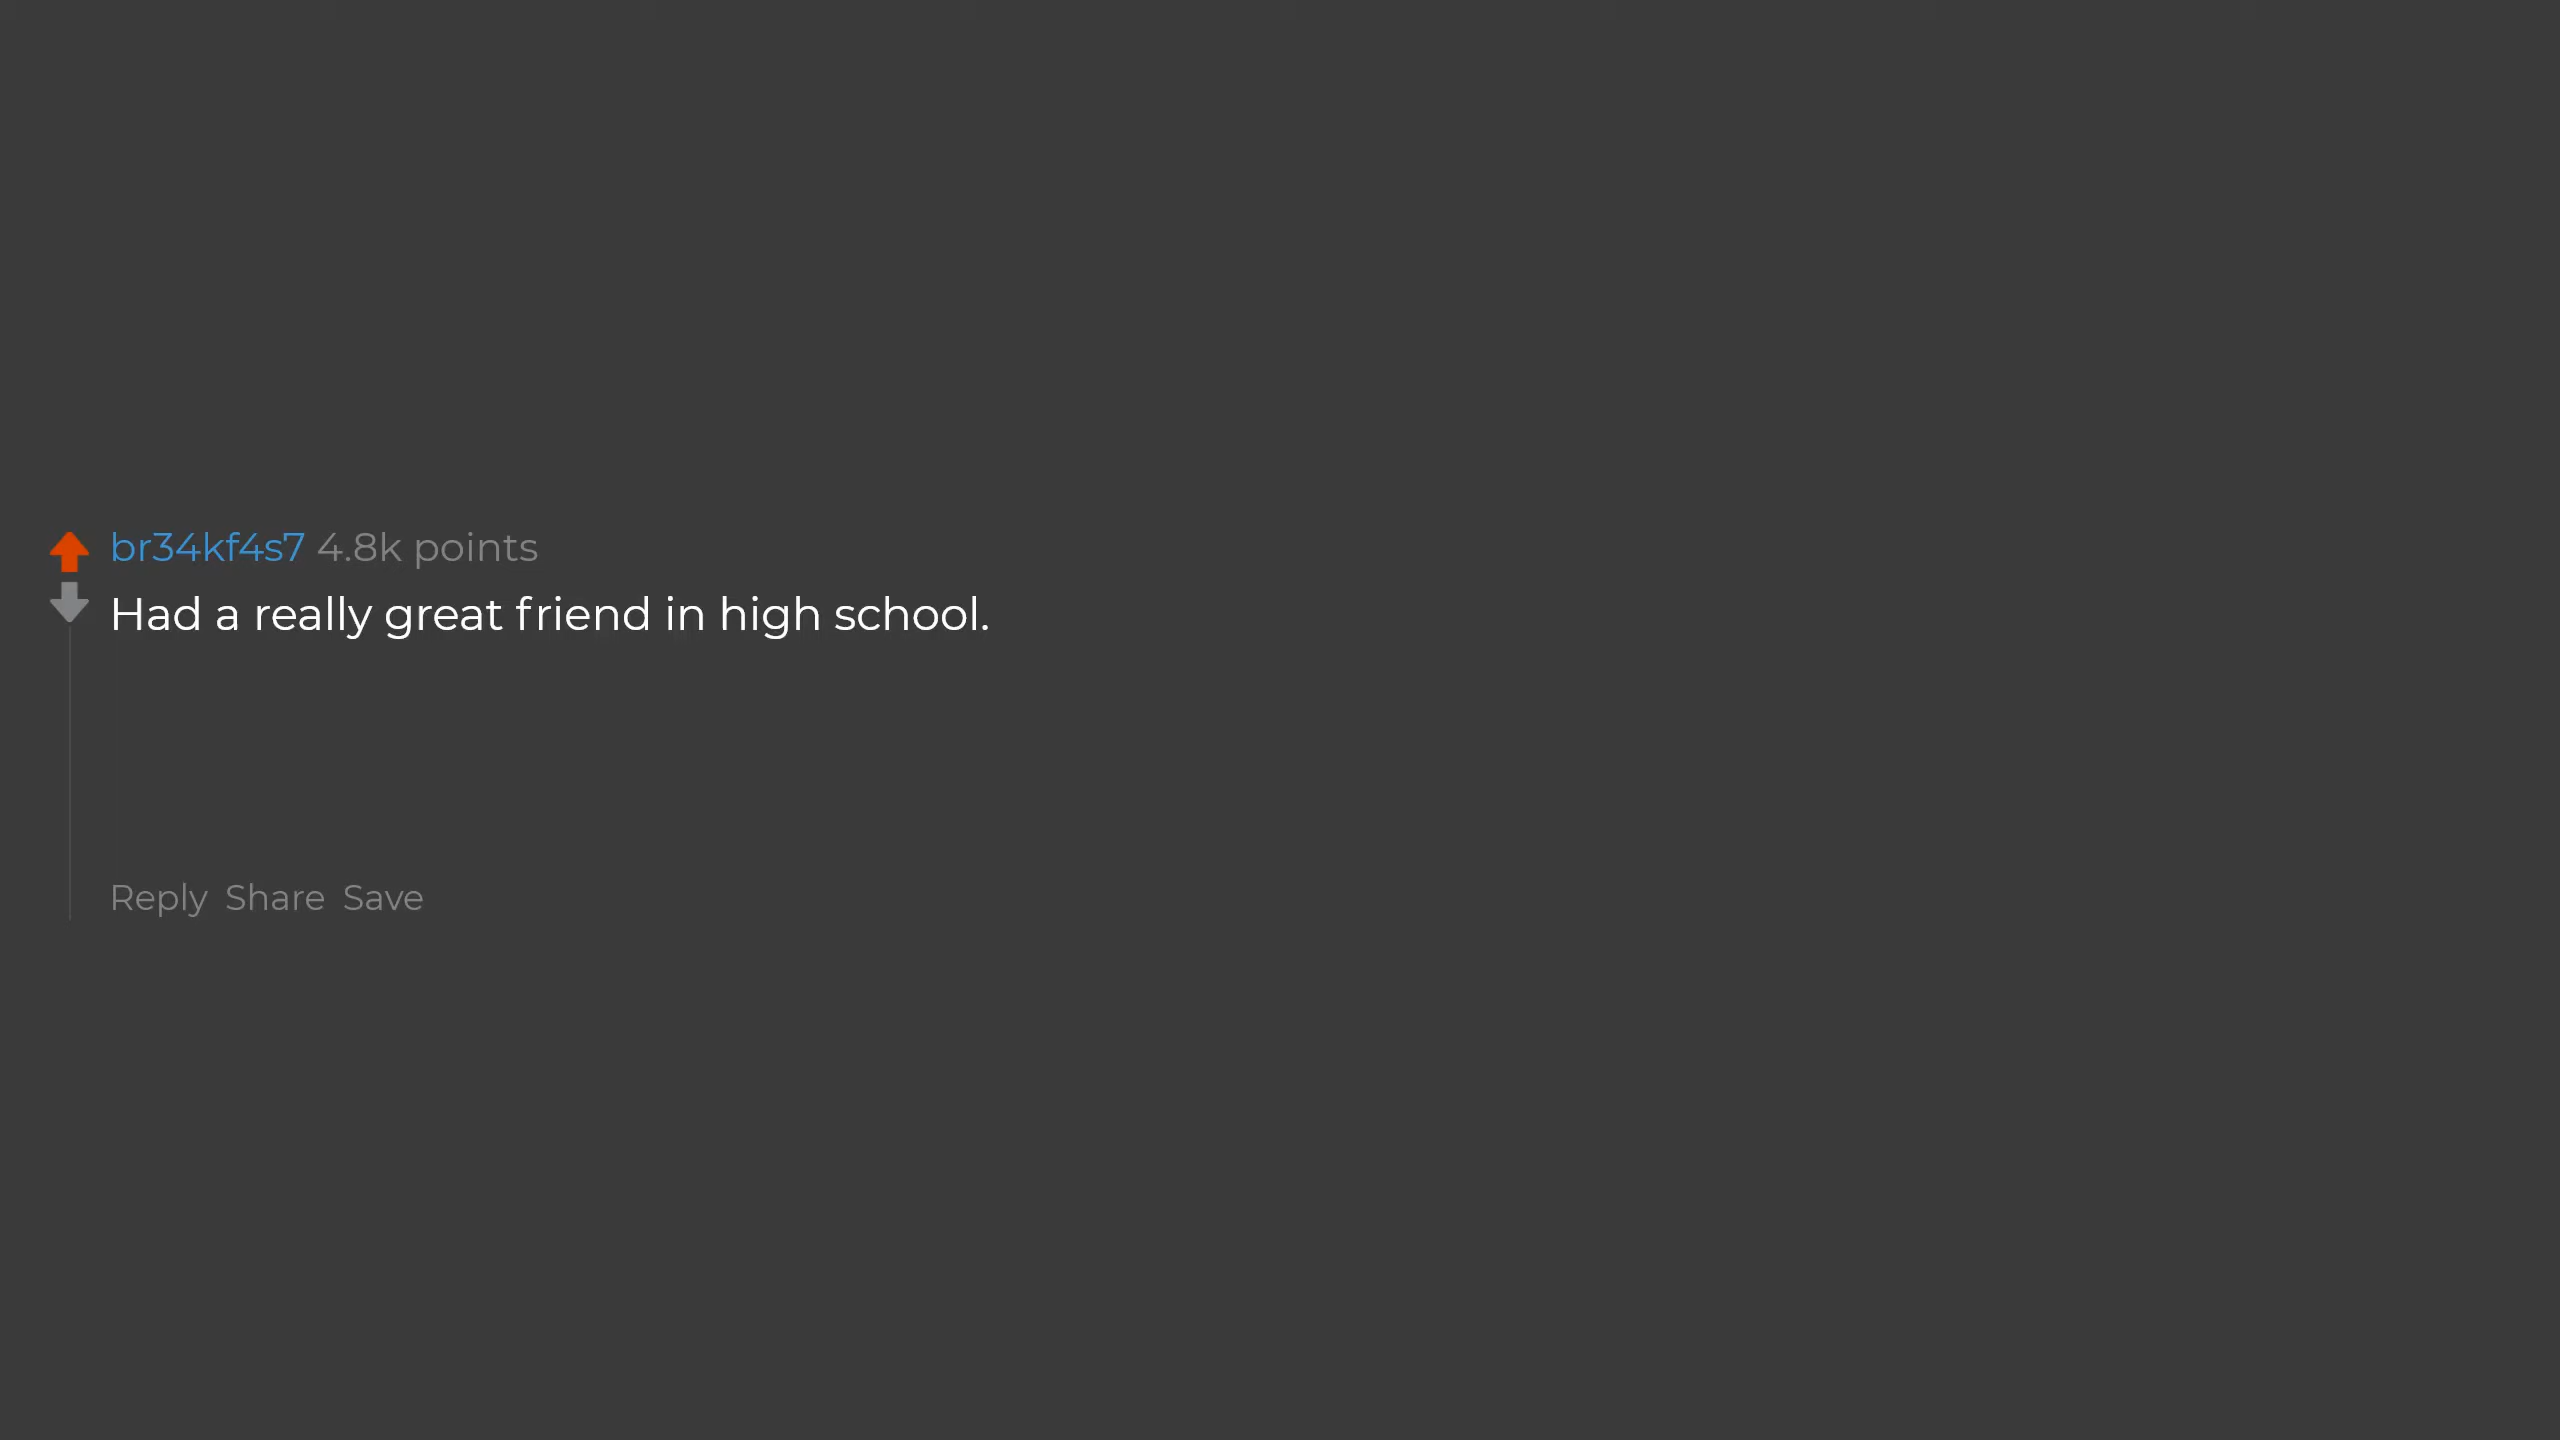 br34kf4s7 4.8k points
Had a really great friend in high school.
Reply Share Save